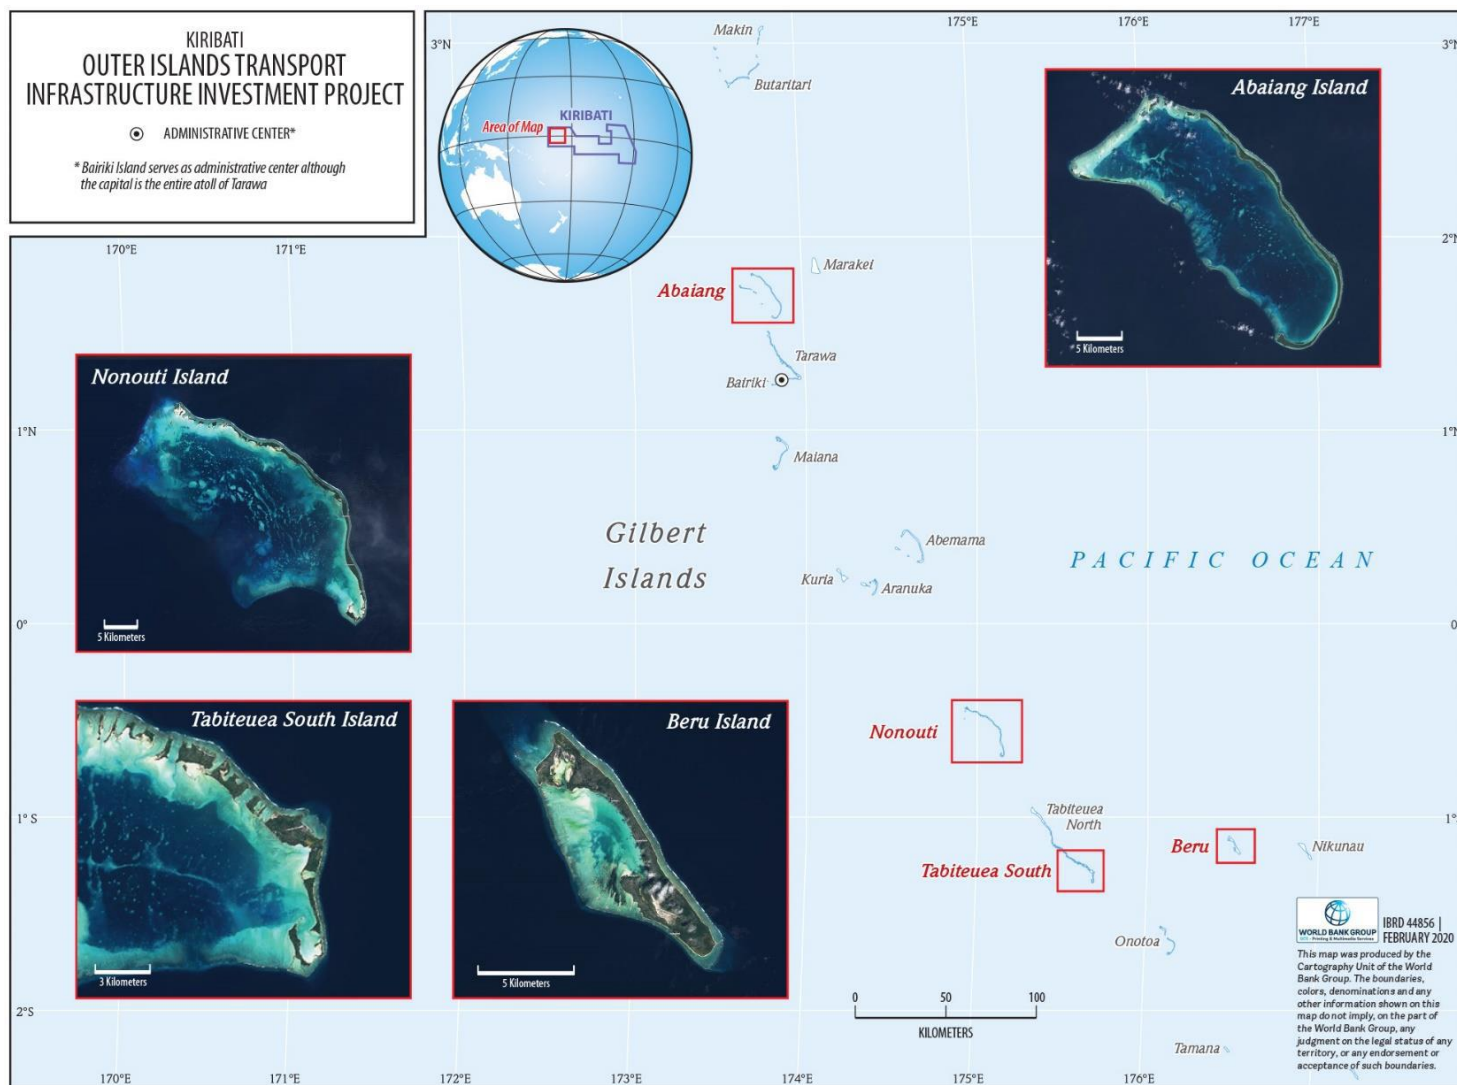 KIRIBATI
OUTER ISLANDS TRANSPORT
INFRASTRUCTURE INVESTMENT PROJECT
ADMINISTRATIVE CENTER*
* Bairiki Island serves as administrative center although
the capital is the entire atoll of Tarawa
KIRIBATI
Area of Map
175°E
176°E
177°E
3°N
3°N
Makin
Butaritari
Abaiang Island
5 Kilometers
170°E
171°E
2°N
Marakei
Abaiang
Tarawa
Bairiki
Nonouti Island
5 Kilometers
1°N
1°N
Maiana
Gilbert
Islands
Abemama
Kuria
Aranuka
PACIFIC OCEAN
0°
0°
Tabiteuea South Island
3 Kilometers
Beru Island
5 Kilometers
Nonouti
Tabiteuea
North
1°S
1°S
Tabiteuea South
Beru
Nikunau
Onotoa
2°S
0
50
100
KILOMETERS
Tamana
WORLD BANK GROUP
IBRD 44856 |
FEBRUARY 2020
This map was produced by the
Cartography Unit of the World
Bank Group. The boundaries,
colors, denominations and any
other information shown on this
map do not imply, on the part of
the World Bank Group, any
judgment on the legal status of any
territory, or any endorsement or
acceptance of such boundaries.
170°E
171°E
172°E
173°E
174°E
175°E
176°E